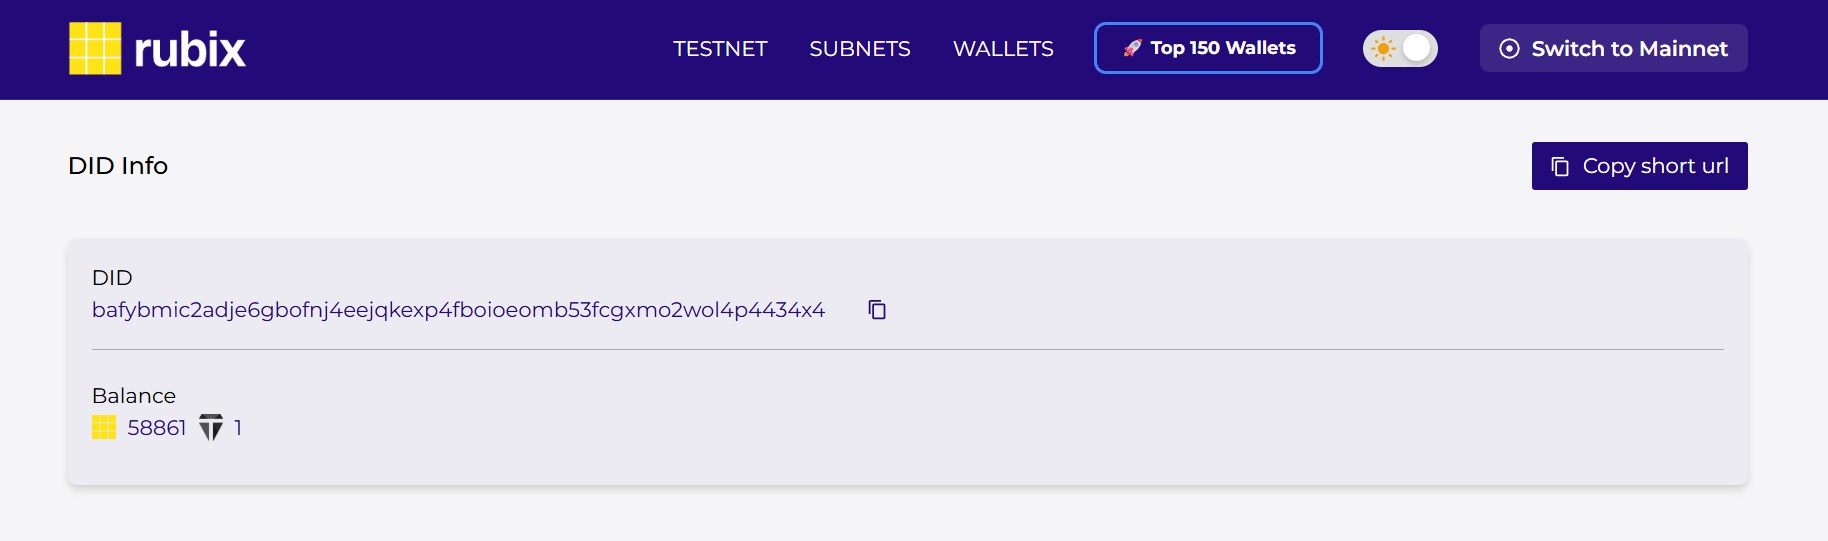 rubix
TESTNET SUBNETS WALLETS 🚀 Top 150 Wallets Switch to Mainnet
DID Info
Copy short url
DID
bafybmic2adje6gbofnj4eejqkexp4fboioeomb53fcgxmo2wol4p4434x4
Balance
58861 1